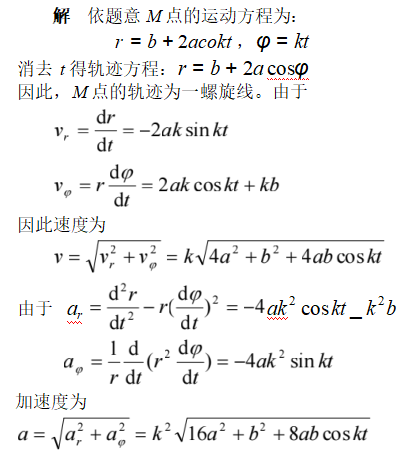 解 依题意 M 点的运动方程为:
r = b + 2acokt , φ = kt
消去 t 得轨迹方程: r = b + 2a cosφ
因此, M 点的轨迹为一螺旋线。由于
v_r = dr/dt = −2ak sin kt
v_φ = r dφ/dt = 2ak cos kt + kb
因此速度为
v = √(v_r² + v_φ²) = k√(4a² + b² + 4ab cos kt)
由于 a_r = d²r/dt² − r(dφ/dt)² = −4ak² coskt _ k²b
a_φ = 1/r d/dt (r² dφ/dt) = −4ak² sin kt
加速度为
a = √(a_r² + a_φ²) = k²√(16a² + b² + 8ab cos kt)